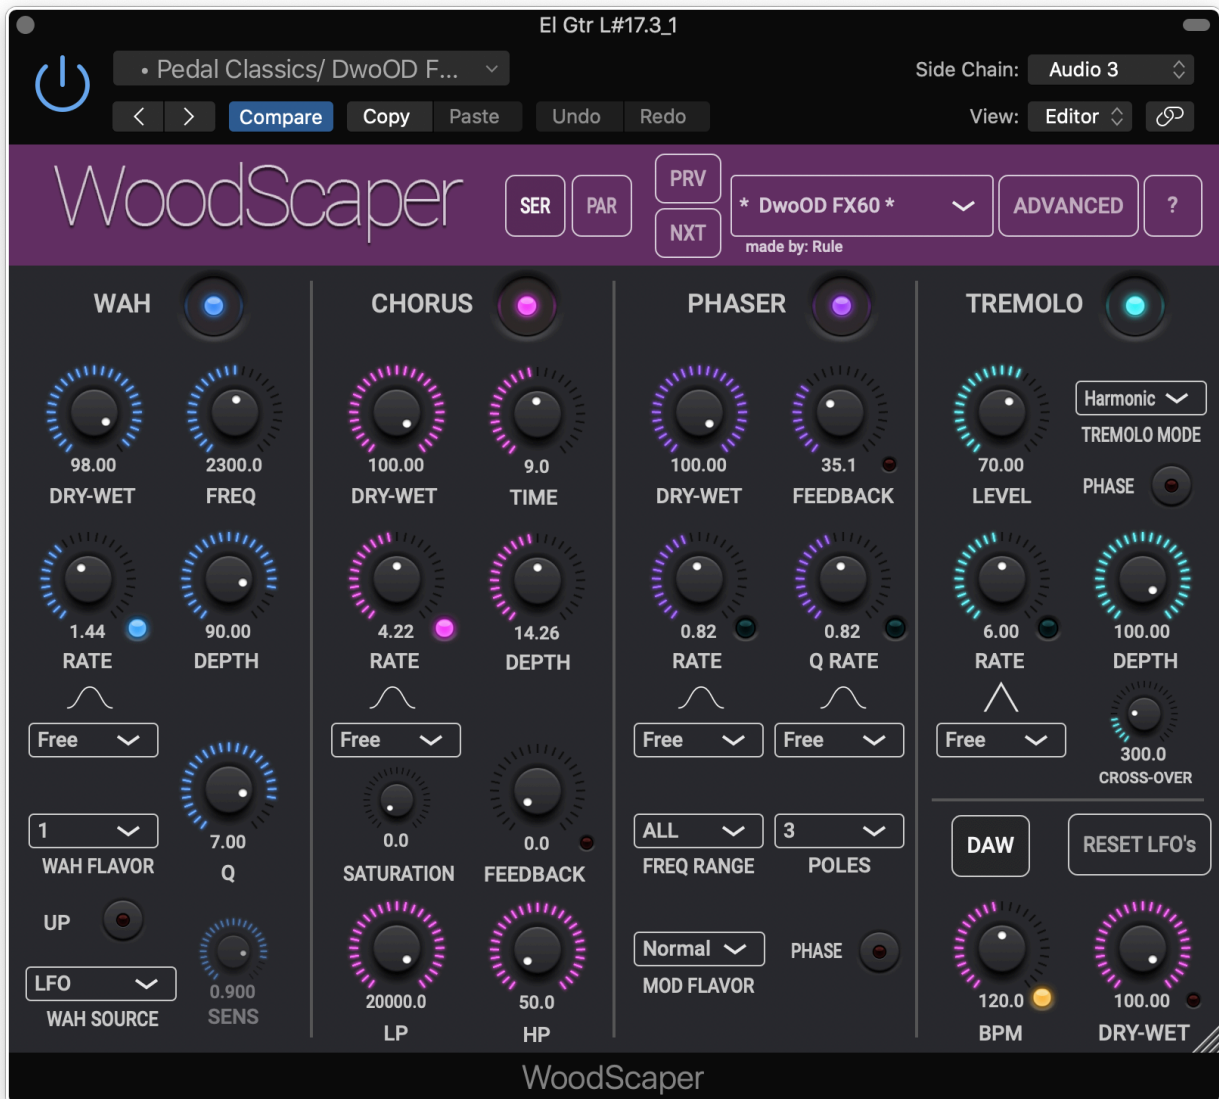 El Gtr L#17.3_1
• Pedal Classics/ DwoOD F...
Side Chain: Audio 3
Compare Copy Paste Undo Redo
View: Editor
WoodScaper
SER PAR
PRV
NXT
* DwoOD FX60 *
made by: Rule
ADVANCED ?
WAH
98.00 2300.0
DRY-WET FREQ
1.44 90.00
RATE DEPTH
Free
1
WAH FLAVOR
7.00
Q
UP
LFO
WAH SOURCE
0.900
SENS
CHORUS
100.00 9.0
DRY-WET TIME
4.22 14.26
RATE DEPTH
Free
0.0 0.0
SATURATION FEEDBACK
20000.0 50.0
LP HP
PHASER
100.00 35.1
DRY-WET FEEDBACK
0.82 0.82
RATE Q RATE
Free Free
ALL 3
FREQ RANGE POLES
Normal
MOD FLAVOR
PHASE
TREMOLO
Harmonic
TREMOLO MODE
70.00
LEVEL
PHASE
6.00 100.00
RATE DEPTH
Free
300.0
CROSS-OVER
DAW RESET LFO's
120.0 100.00
BPM DRY-WET
WoodScaper